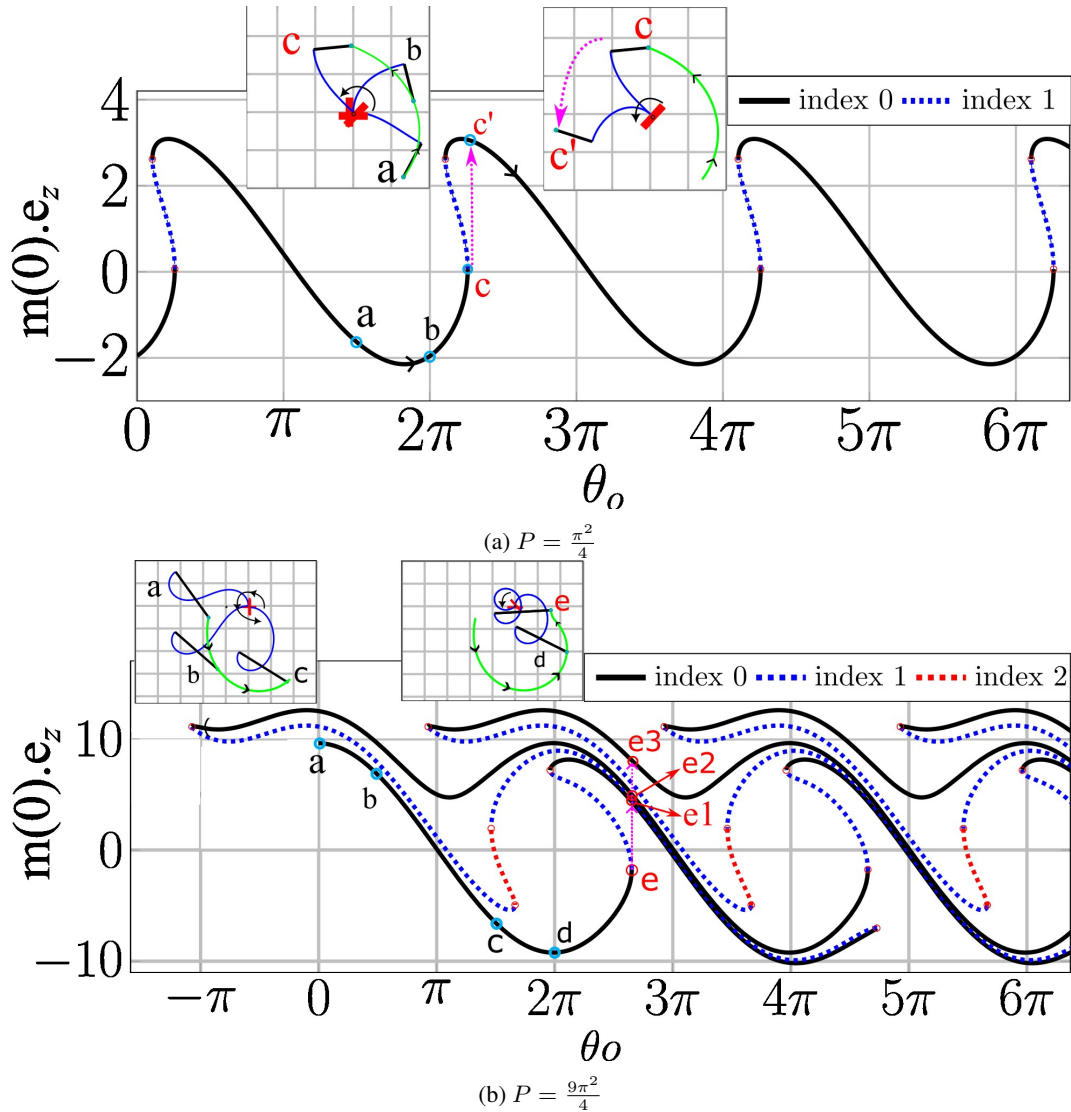 c
b
a
c
c'
index 0 index 1
m(0).e_z
4
2
0
−2
c'
c
a
b
0 π 2π 3π 4π 5π 6π
θ_o
(a) P = π²/4
a
b
c
e
d
index 0 index 1 index 2
m(0).e_z
10
0
−10
a
b
c
d
e
e3
e2
e1
−π 0 π 2π 3π 4π 5π 6π
θo
(b) P = 9π²/4